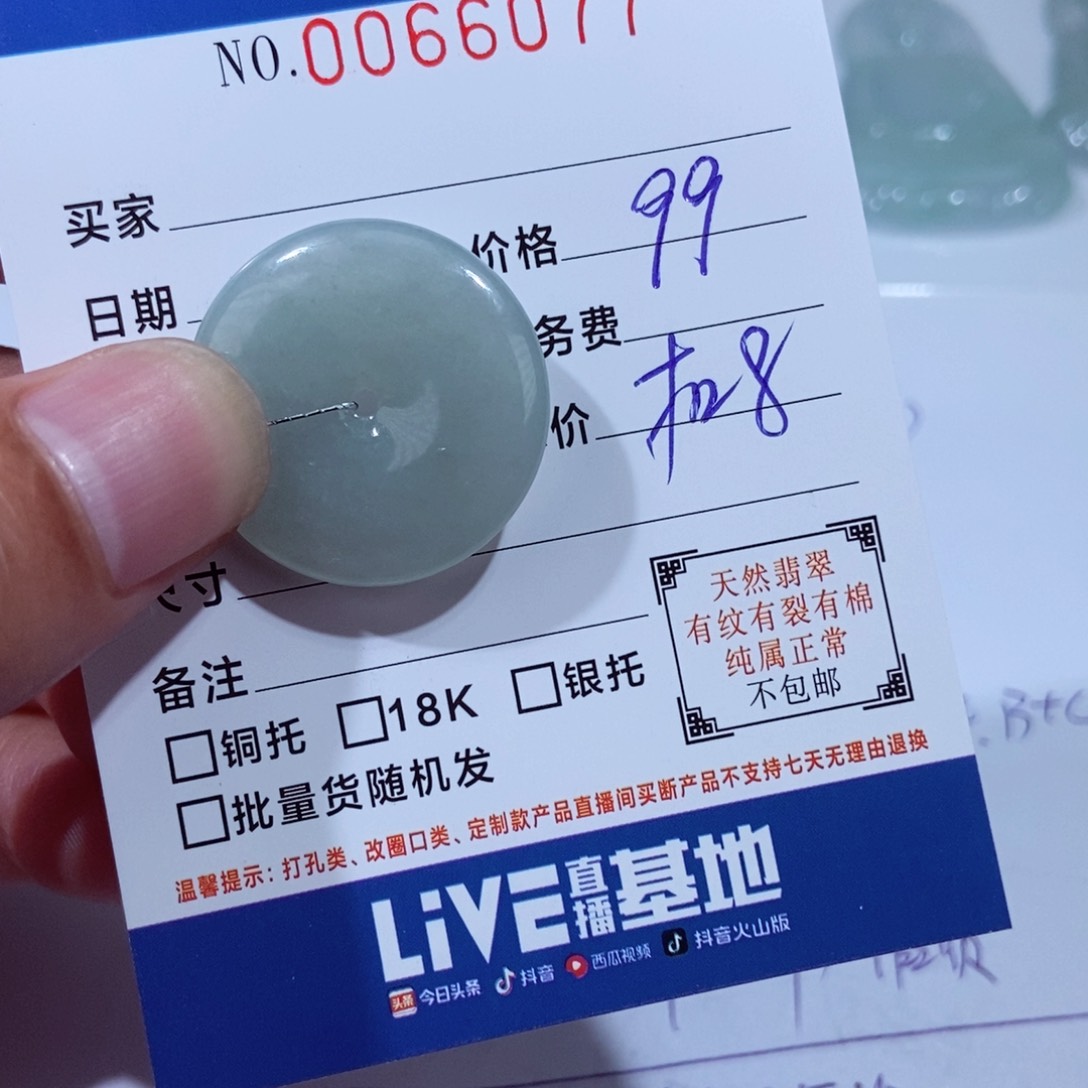 NO.0066077
买家
价格 99
日期
务费
价 扣8
寸
备注
天然翡翠
有纹有裂有棉
纯属正常
不包邮
□铜托 □18K □银托
□批量货随机发
温馨提示：打孔类、改圈口类、定制款产品直播间买断产品不支持七天无理由退换
LiVE直播基地
头条 今日头条 抖音 西瓜视频 抖音火山版
B+C